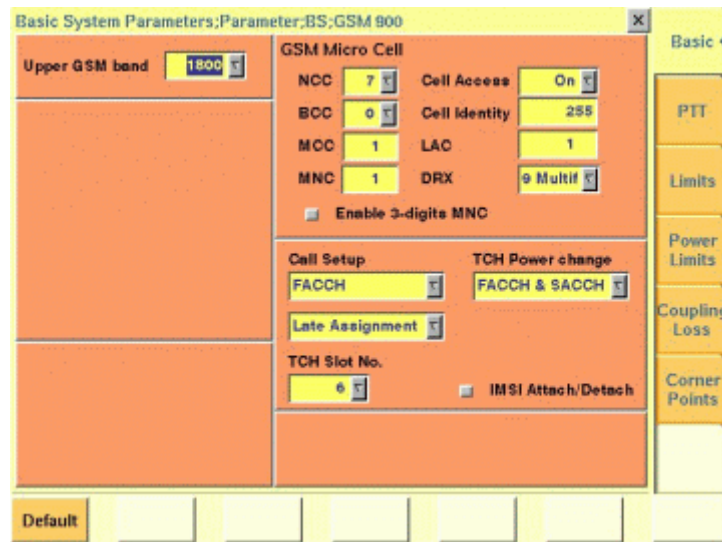 Basic System Parameters;Parameter;BS;GSM 900
Upper GSM band 1800
GSM Micro Cell
NCC 7 Cell Access On
BCC 0 Cell Identity 255
MCC 1 LAC 1
MNC 1 DRX 9 Multif
Enable 3-digits MNC
Call Setup TCH Power change
FACCH FACCH & SACCH
Late Assignment
TCH Slot No.
6 IMSI Attach/Detach
Basic
PTT
Limits
Power
Limits
Coupling
Loss
Corner
Points
Default